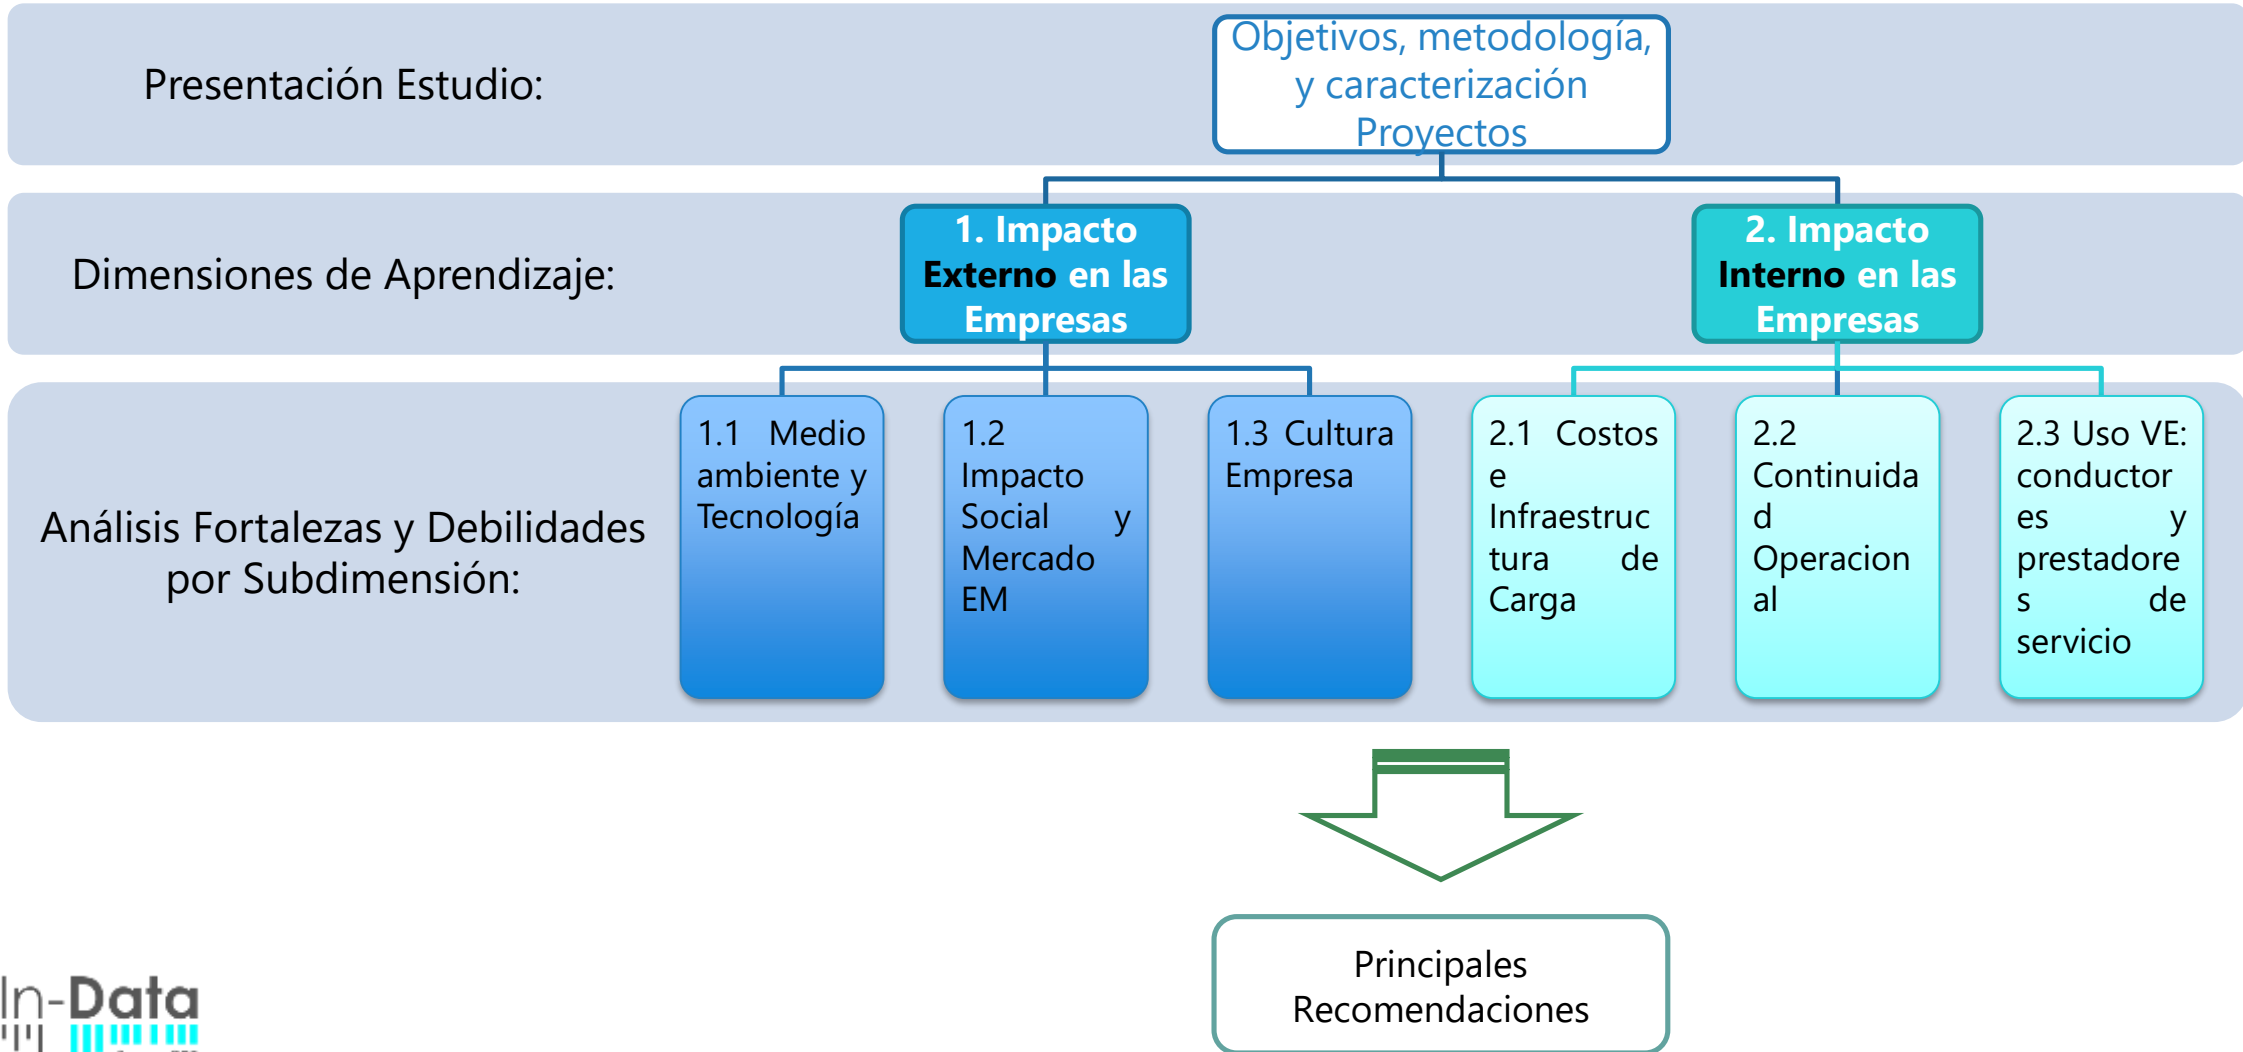 Presentación Estudio:
Objetivos, metodología,
y caracterización
Proyectos
Dimensiones de Aprendizaje:
1. Impacto
Externo en las
Empresas
2. Impacto
Interno en las
Empresas
Análisis Fortalezas y Debilidades
por Subdimensión:
1.1 Medio
ambiente y
Tecnología
1.2
Impacto
Social y
Mercado
EM
1.3 Cultura
Empresa
2.1 Costos
e
Infraestruc
tura de
Carga
2.2
Continuida
d
Operacion
al
2.3 Uso VE:
conductor
es y
prestadore
s de
servicio
Principales
Recomendaciones
In-Data